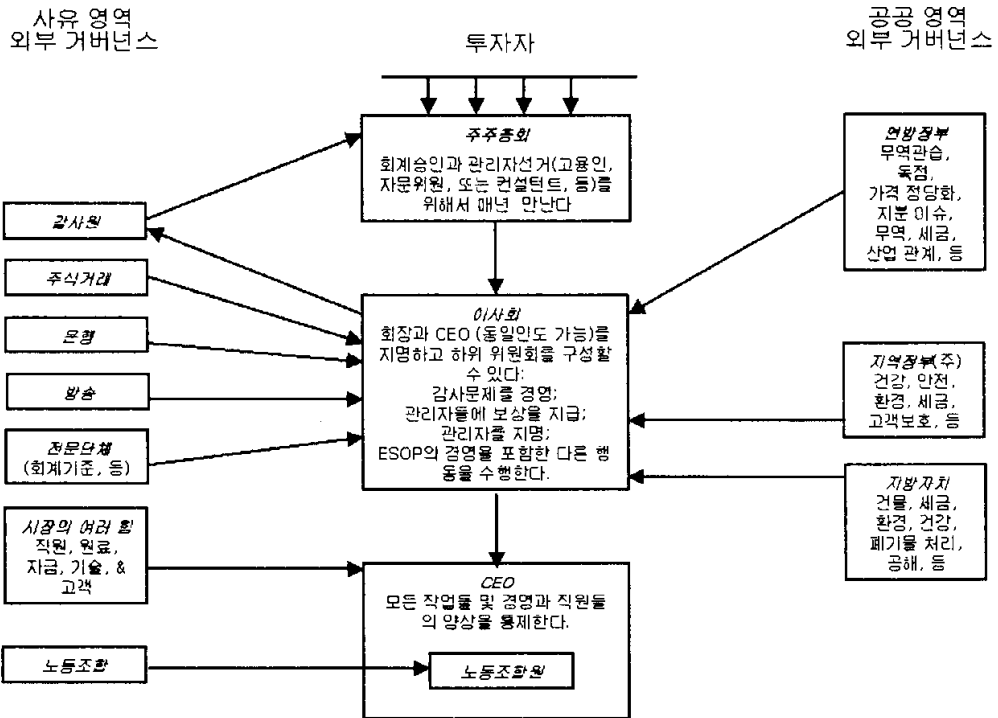 사유 영역
외부 거버넌스
투자자
공공 영역
외부 거버넌스
주주총회
회계승인과 관리자선거(고용인,
자문위원, 또는 컨설턴트, 등)를
위해서 매년 만난다
감사원
주식거래
은행
방송
전문단체
(회계기준, 등)
시장의 여러 힘
직원, 원료,
자금, 기술, &
고객
노동조합
이사회
회장과 CEO (동일인도 가능)를
지명하고 하위 위원회를 구성할
수 있다:
감사문제를 경영;
관리자들에 보상을 지급;
관리자를 지명;
ESOP의 경영을 포함한 다른 행
동을 수행한다.
CEO
모든 작업들 및 경영과 직원들
의 양상을 통제한다.
노동조합원
연방정부
무역관습,
독점,
가격 정당화,
지분 이슈,
무역, 세금,
산업 관계, 등
지역정부(주)
건강, 안전,
환경, 세금,
고객보호, 등
지방자치
건물, 세금,
환경, 건강,
폐기물 처리,
공해, 등